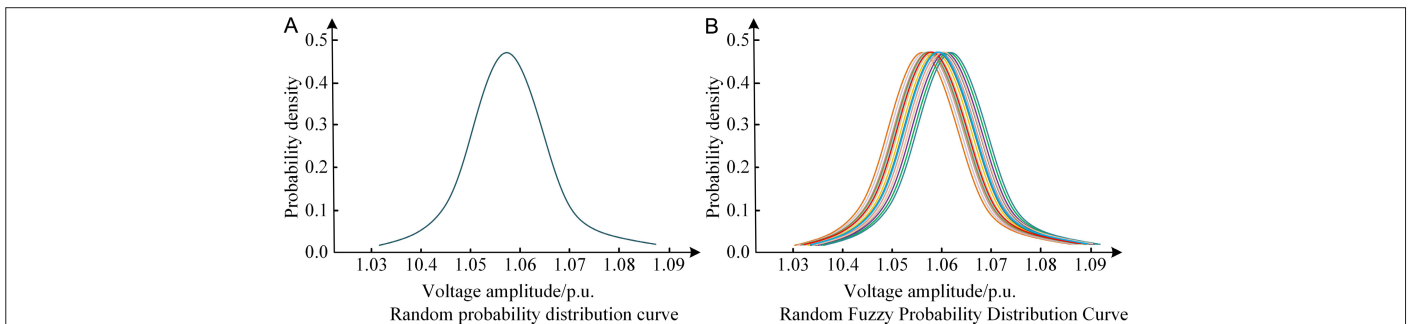 A
0.5
0.4
0.3
0.2
0.1
0.0
Probability density
1.03 10.4 1.05 1.06 1.07 1.08 1.09
Voltage amplitude/p.u.
Random probability distribution curve
B
0.5
0.4
0.3
0.2
0.1
0.0
Probability density
1.03 10.4 1.05 1.06 1.07 1.08 1.09
Voltage amplitude/p.u.
Random Fuzzy Probability Distribution Curve